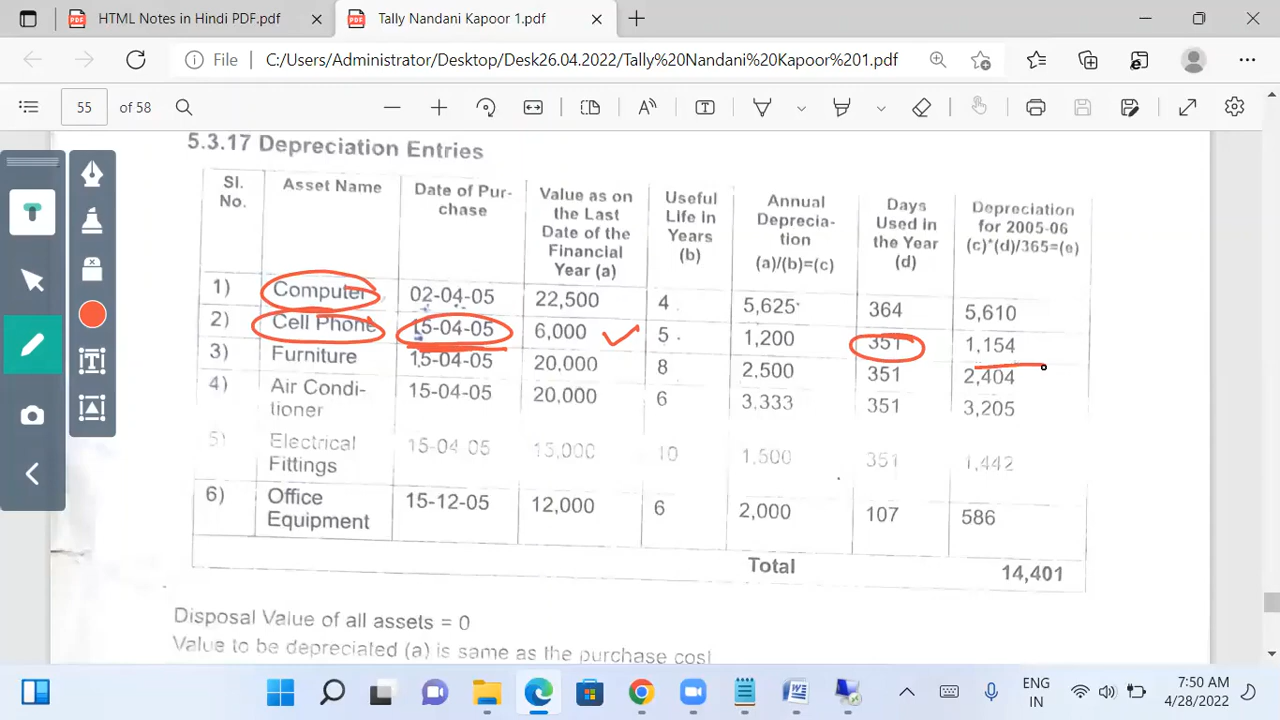 HTML Notes in Hindi PDF.pdf
Tally Nandani Kapoor 1.pdf
File C:/Users/Administrator/Desktop/Desk26.04.2022/Tally%20Nandani%20Kapoor%201.pdf
55 of 58
5.3.17 Depreciation Entries
Sl. No.
Asset Name
Date of Pur-
chase
Value as on
the Last
Date of the
Financial
Year (a)
Useful
Life In
Years
(b)
Annual
Deprecia-
tion
(a)/(b)=(c)
Days
Used in
the Year
(d)
Depreciation
for 2005-06
(c)*(d)/365=(e)
1) Computer 02-04-05 22,500 4 5,625 364 5,610
2) Cell Phone 15-04-05 6,000 5 1,200 351 1,154
3) Furniture 15-04-05 20,000 8 2,500 351 2,404
4) Air Condi- 15-04-05 20,000 6 3,333 351 3,205
tioner
5) Electrical 15-04 05 15,000 10 1,500 351 1,442
Fittings
6) Office 15-12-05 12,000 6 2,000 107 586
Equipment
Total 14,401
Disposal Value of all assets = 0
Value to be depreciated (a) is same as the purchase cost
ENG
IN
7:50 AM
4/28/2022